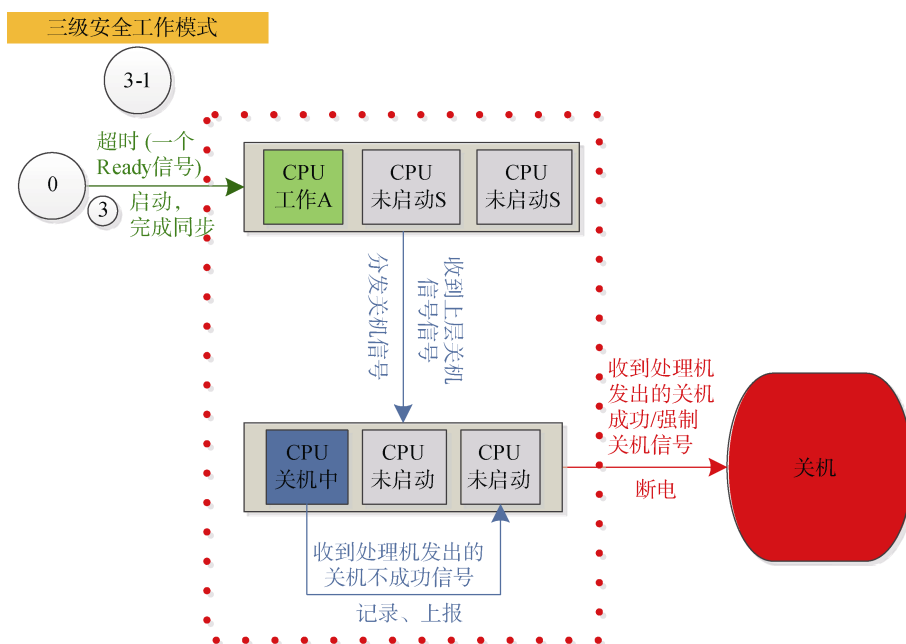 三级安全工作模式
3-1
0
超时 (一个
Ready信号)
3
启动，
完成同步
CPU
工作A
CPU
未启动S
CPU
未启动S
分发关机信号
收到上层关机
信号信号
CPU
关机中
CPU
未启动
CPU
未启动
收到处理机发出的
关机不成功信号
记录、上报
收到处理机
发出的关机
成功/强制
关机信号
断电
关机